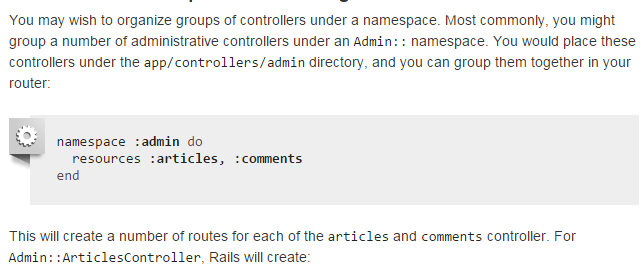 You may wish to organize groups of controllers under a namespace. Most commonly, you might
group a number of administrative controllers under an Admin:: namespace. You would place these
controllers under the app/controllers/admin directory, and you can group them together in your
router:
namespace :admin do
  resources :articles, :comments
end
This will create a number of routes for each of the articles and comments controller. For
Admin::ArticlesController, Rails will create: